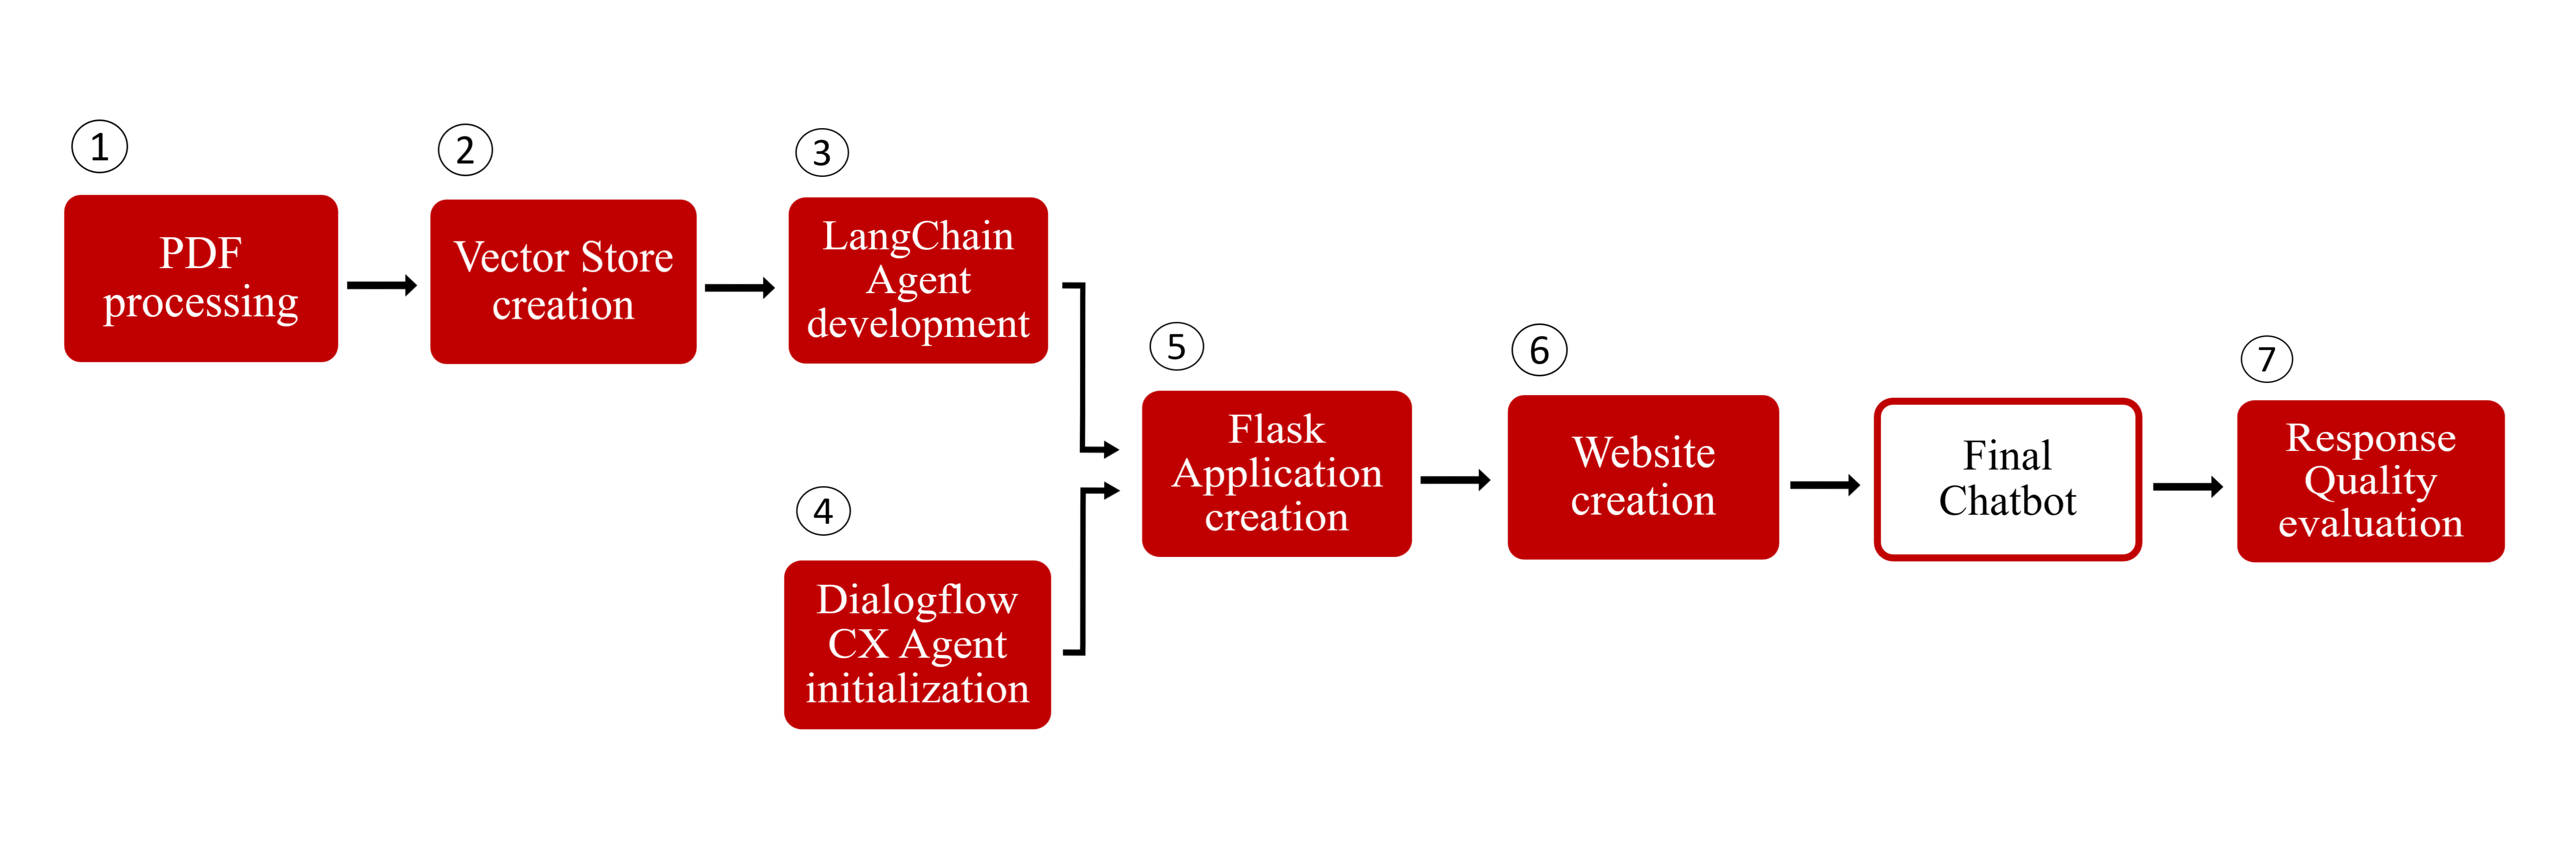 1
PDF
processing
2
Vector Store
creation
3
LangChain
Agent
development
4
Dialogflow
CX Agent
initialization
5
Flask
Application
creation
6
Website
creation
Final
Chatbot
7
Response
Quality
evaluation